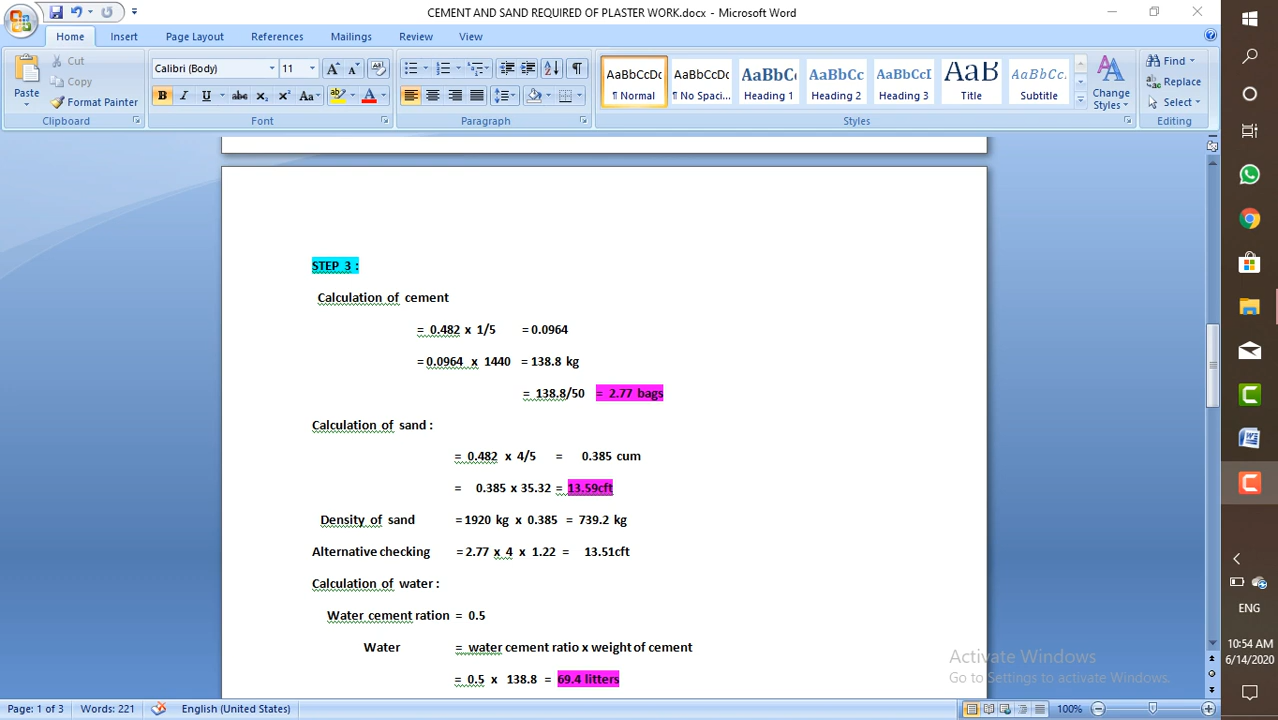 CEMENT AND SAND REQUIRED OF PLASTER WORK.docx - Microsoft Word
Home Insert Page Layout References Mailings Review View
Paste
Cut
Copy
Format Painter
Clipboard
Calibri (Body) 11
B I U abc x₂ x² Aa
Font
Paragraph
AaBbCcDc AaBbCcDc AaBbC AaBbCc AaBbCcI AaB AaBbCc.
¶ Normal ¶ No Spaci... Heading 1 Heading 2 Heading 3 Title Subtitle
Change Styles
Styles
Find
Replace
Select
Editing
STEP 3 :
Calculation of cement
= 0.482 x 1/5 = 0.0964
= 0.0964 x 1440 = 138.8 kg
= 138.8/50 = 2.77 bags
Calculation of sand :
= 0.482 x 4/5 = 0.385 cum
= 0.385 x 35.32 = 13.59cft
Density of sand = 1920 kg x 0.385 = 739.2 kg
Alternative checking = 2.77 x 4 x 1.22 = 13.51cft
Calculation of water :
Water cement ration = 0.5
Water = water cement ratio x weight of cement
= 0.5 x 138.8 = 69.4 litters
Activate Windows
Go to Settings to activate Windows.
Page: 1 of 3 Words: 221 English (United States) 100%
ENG
10:54 AM
6/14/2020